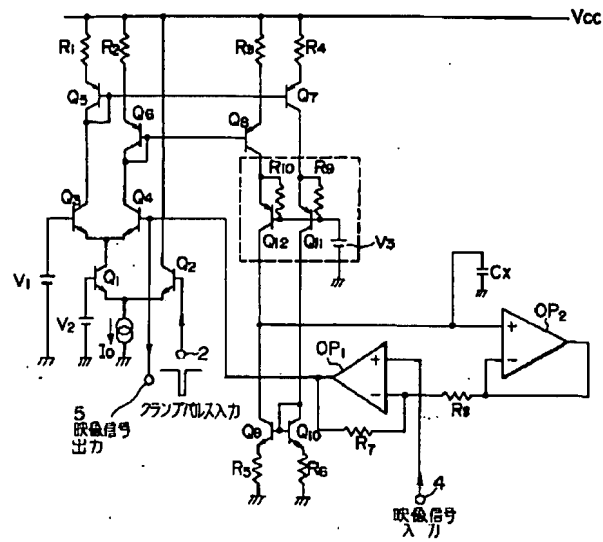 Vcc
R1
R2
R3
R4
Q5
Q6
Q8
Q7
R10
R9
Q3
Q4
Q12
Q11
V3
Cx
V1
Q1
Q2
V2
Io
2
OP1
OP2
5
映像信号
出力
クランプパルス入力
Q9
Q10
R7
R8
R5
R6
4
映像信号
入力
+
-
+
-